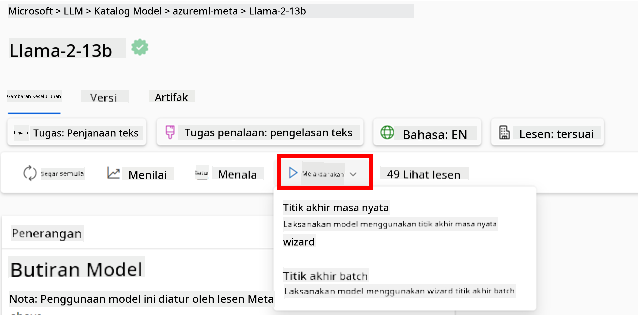 Microsoft > LLM > Katalog Model > azureml-meta > Llama-2-13b
Llama-2-13b
Versi
Artifak
Tugas: Penjanaan teks
Tugas penalaan: pengelasan teks
Bahasa: EN
Lesen: tersuai
Segar semula
Menilai
Menala
Melaksanakan
49 Lihat lesen
Titik akhir masa nyata
Laksanakan model menggunakan titik akhir masa nyata
wizard
Titik akhir batch
Laksanakan model menggunakan wizard titik akhir batch
Penerangan
Butiran Model
Nota: Penggunaan model ini diatur oleh lesen Meta